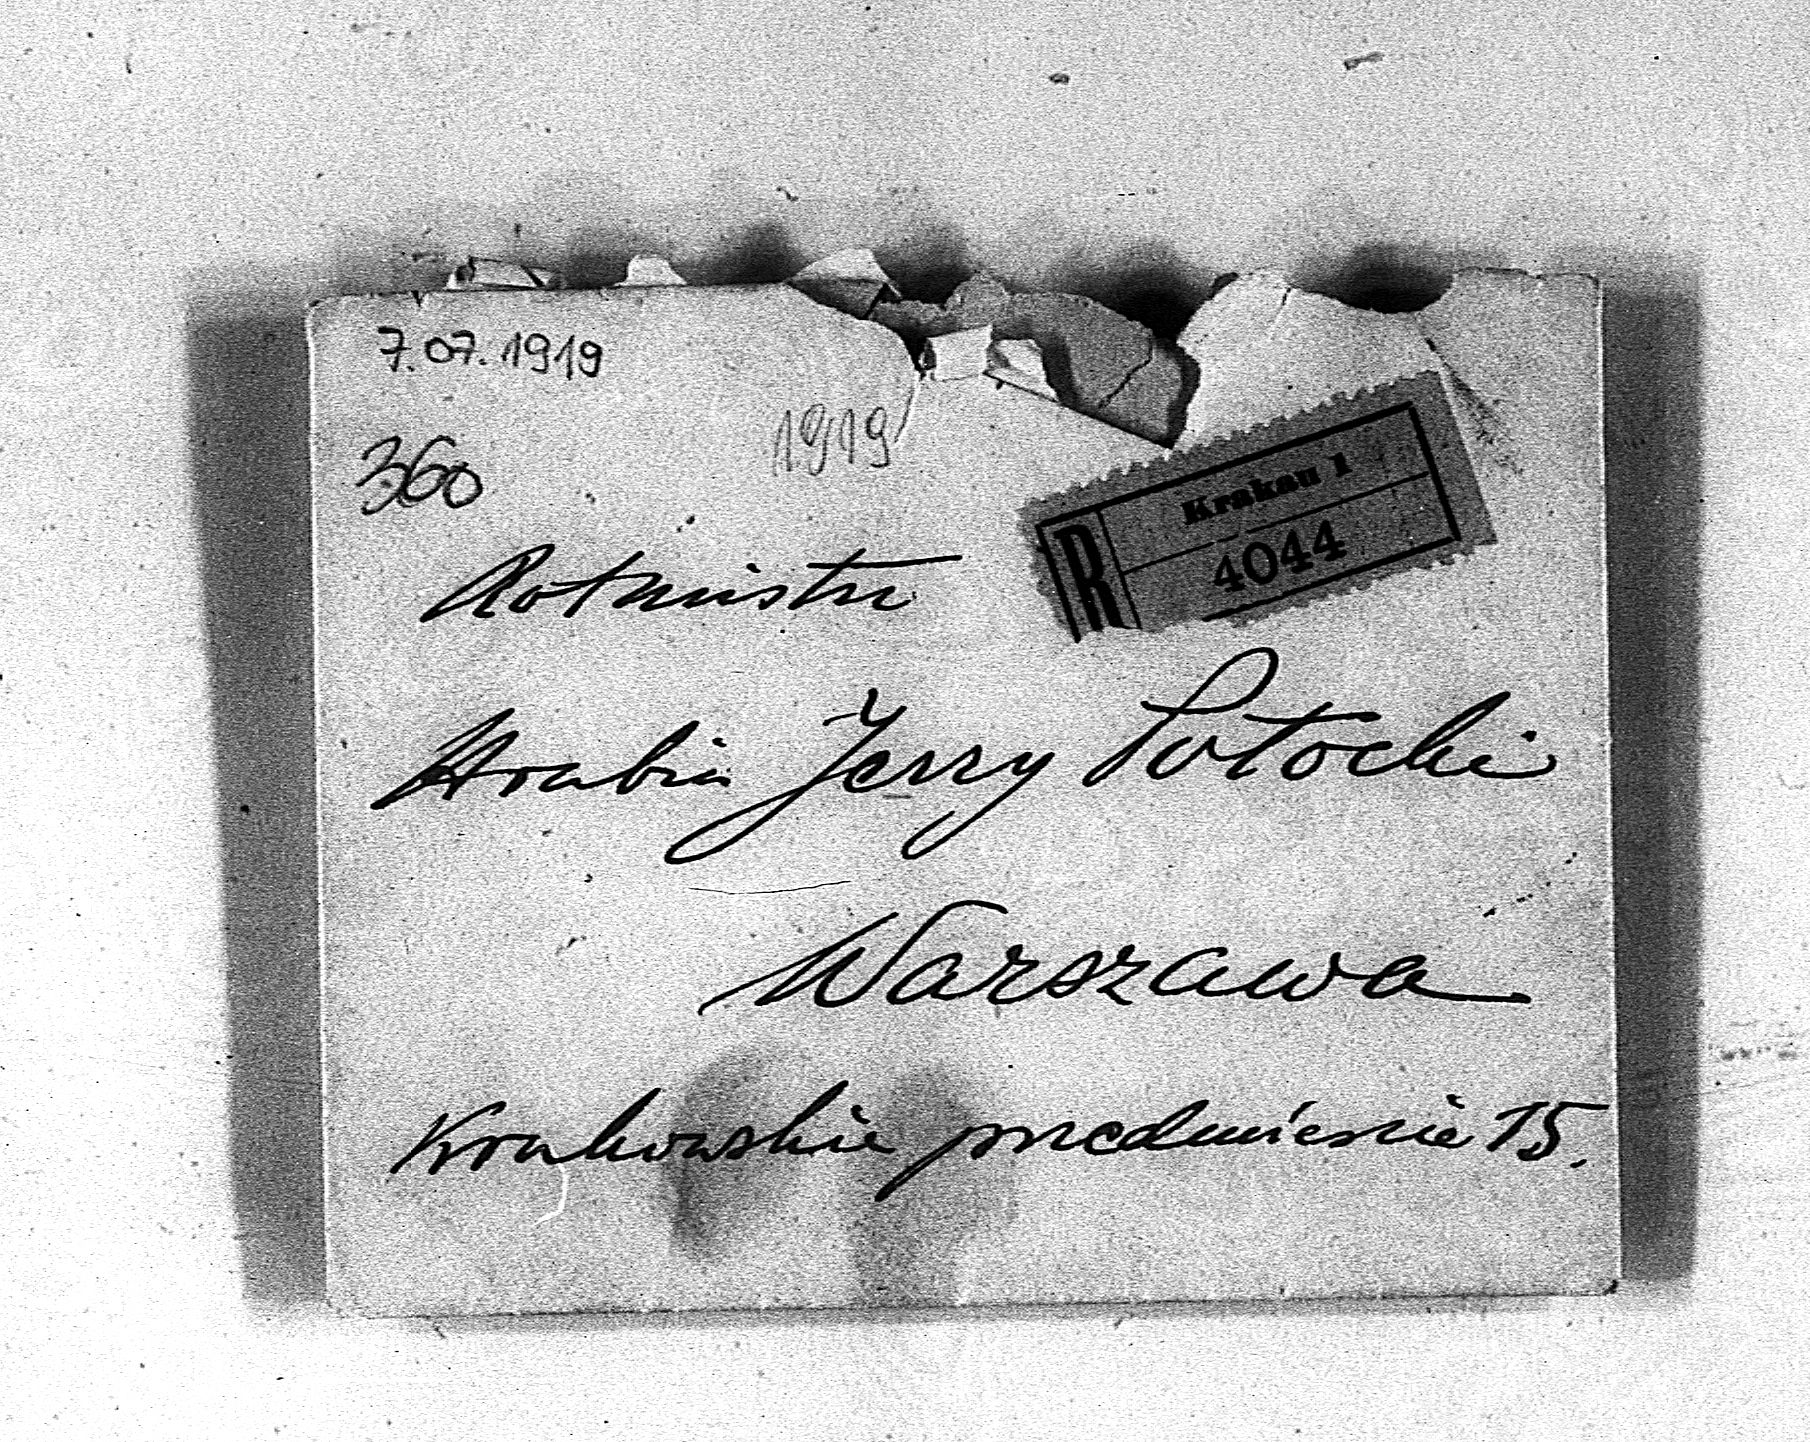 7.07.1919
1919
360
R Krakau 1
4044
Rotmistrz
Hrabia Jerzy Potocki
Warszawa
Krakowskie przedmieście 15.